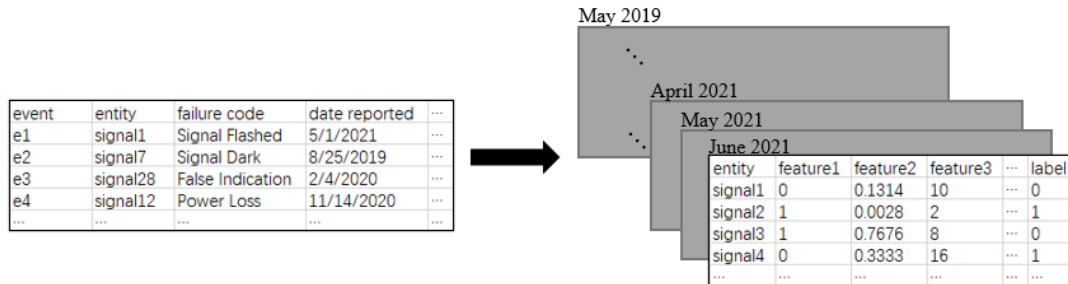 event entity failure code date reported ...
e1 signal1 Signal Flashed 5/1/2021 ...
e2 signal7 Signal Dark 8/25/2019 ...
e3 signal28 False Indication 2/4/2020 ...
e4 signal12 Power Loss 11/14/2020 ...
... ... ... ... ...
May 2019
April 2021
May 2021
June 2021
entity feature1 feature2 feature3 ... label
signal1 0 0.1314 10 ... 0
signal2 1 0.0028 2 ... 1
signal3 1 0.7676 8 ... 0
signal4 0 0.3333 16 ... 1
... ... ... ... ... ...